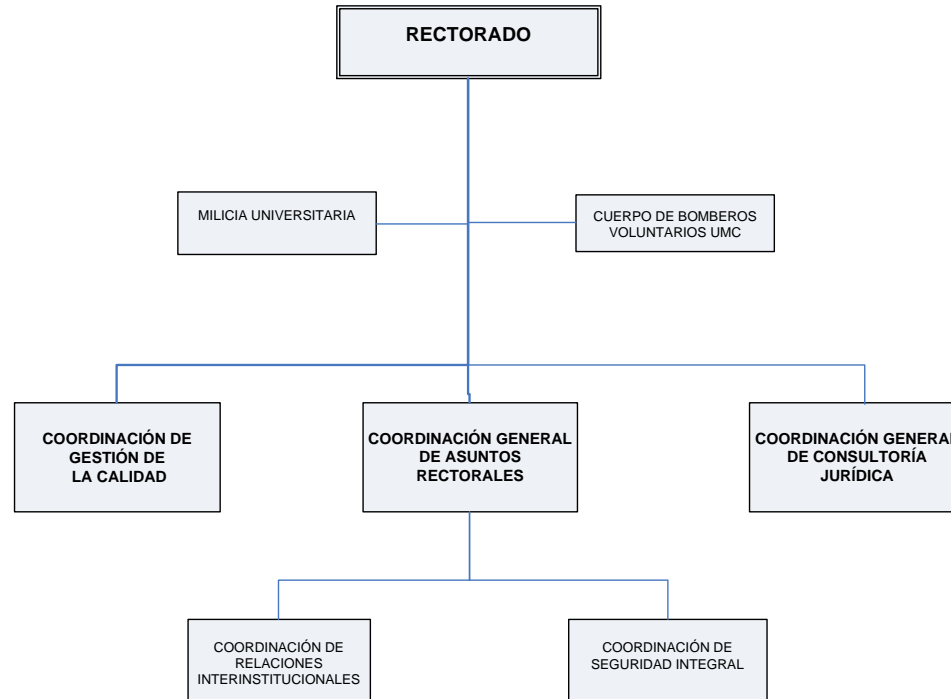 RECTORADO
MILICIA UNIVERSITARIA
CUERPO DE BOMBEROS
VOLUNTARIOS UMC
COORDINACIÓN DE
GESTIÓN DE
LA CALIDAD
COORDINACIÓN GENERAL
DE ASUNTOS
RECTORALES
COORDINACIÓN GENERAL
DE CONSULTORÍA
JURÍDICA
COORDINACIÓN DE
RELACIONES
INTERINSTITUCIONALES
COORDINACIÓN DE
SEGURIDAD INTEGRAL